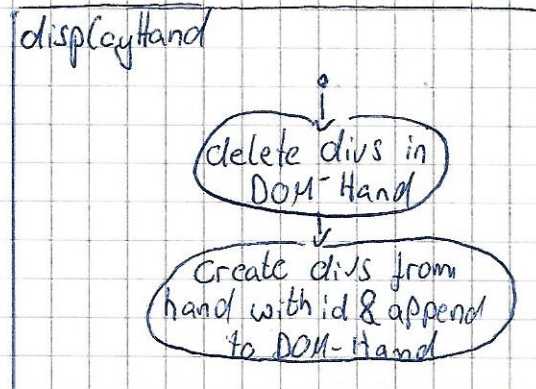 displayHand
delete divs in
DOM-Hand
create divs from
hand with id & append
to DOM-Hand